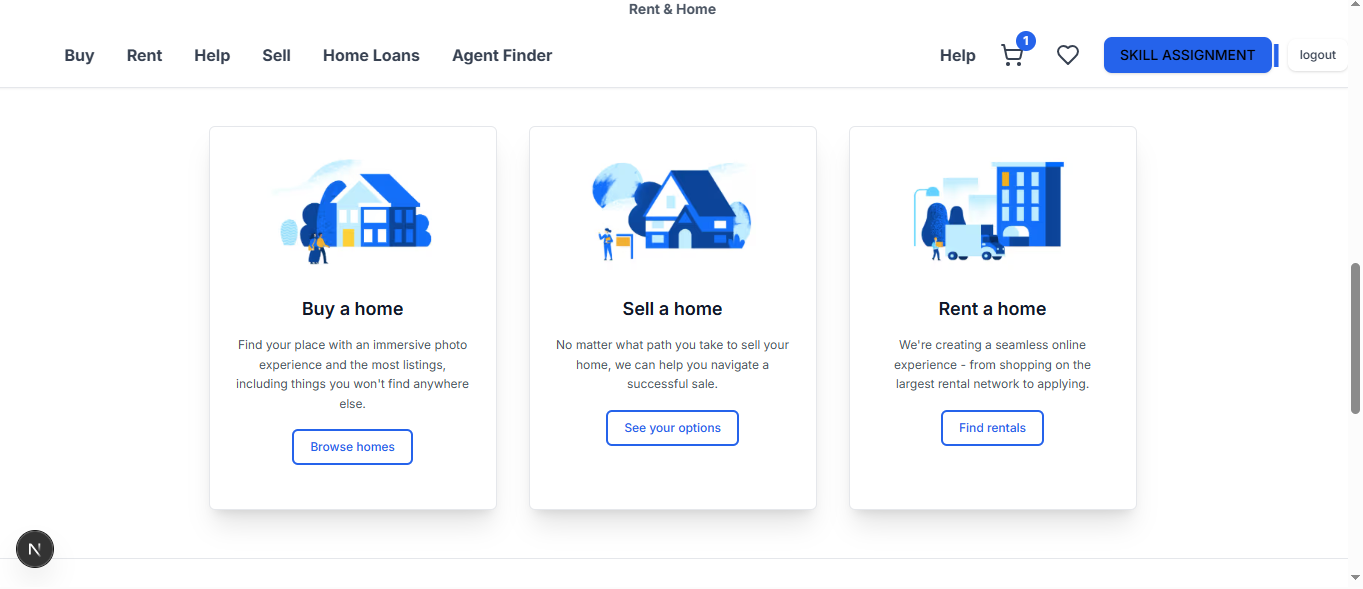 Rent & Home
Buy Rent Help Sell Home Loans Agent Finder Help 1 SKILL ASSIGNMENT logout
Buy a home
Find your place with an immersive photo
experience and the most listings,
including things you won't find anywhere
else.
Browse homes
Sell a home
No matter what path you take to sell your
home, we can help you navigate a
successful sale.
See your options
Rent a home
We're creating a seamless online
experience - from shopping on the
largest rental network to applying.
Find rentals
N